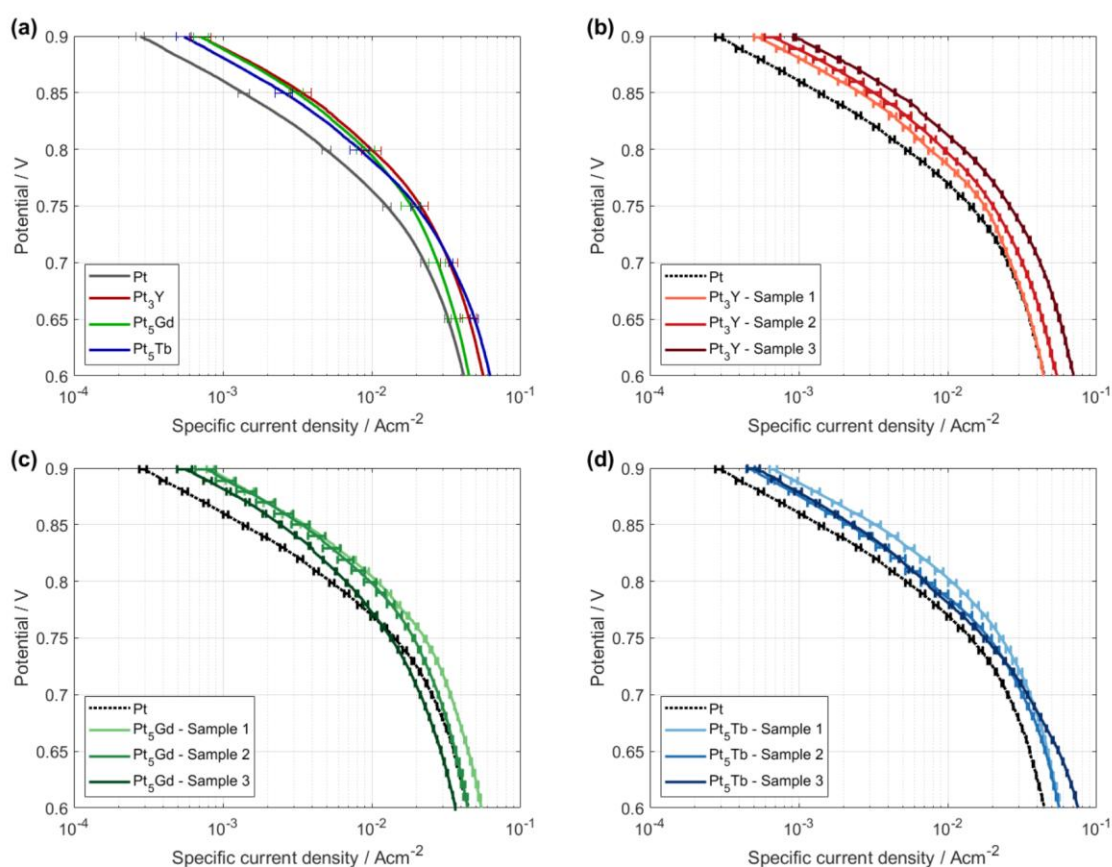 (a)
0.9
0.85
0.8
0.75
0.7
0.65
0.6
Potential / V
Pt
Pt₃Y
Pt₅Gd
Pt₅Tb
10⁻⁴
10⁻³
10⁻²
10⁻¹
Specific current density / Acm⁻²
(b)
0.9
0.85
0.8
0.75
0.7
0.65
0.6
Potential / V
Pt
Pt₃Y - Sample 1
Pt₃Y - Sample 2
Pt₃Y - Sample 3
10⁻⁴
10⁻³
10⁻²
10⁻¹
Specific current density / Acm⁻²
(c)
0.9
0.85
0.8
0.75
0.7
0.65
0.6
Potential / V
Pt
Pt₅Gd - Sample 1
Pt₅Gd - Sample 2
Pt₅Gd - Sample 3
10⁻⁴
10⁻³
10⁻²
10⁻¹
Specific current density / Acm⁻²
(d)
0.9
0.85
0.8
0.75
0.7
0.65
0.6
Potential / V
Pt
Pt₅Tb - Sample 1
Pt₅Tb - Sample 2
Pt₅Tb - Sample 3
10⁻⁴
10⁻³
10⁻²
10⁻¹
Specific current density / Acm⁻²